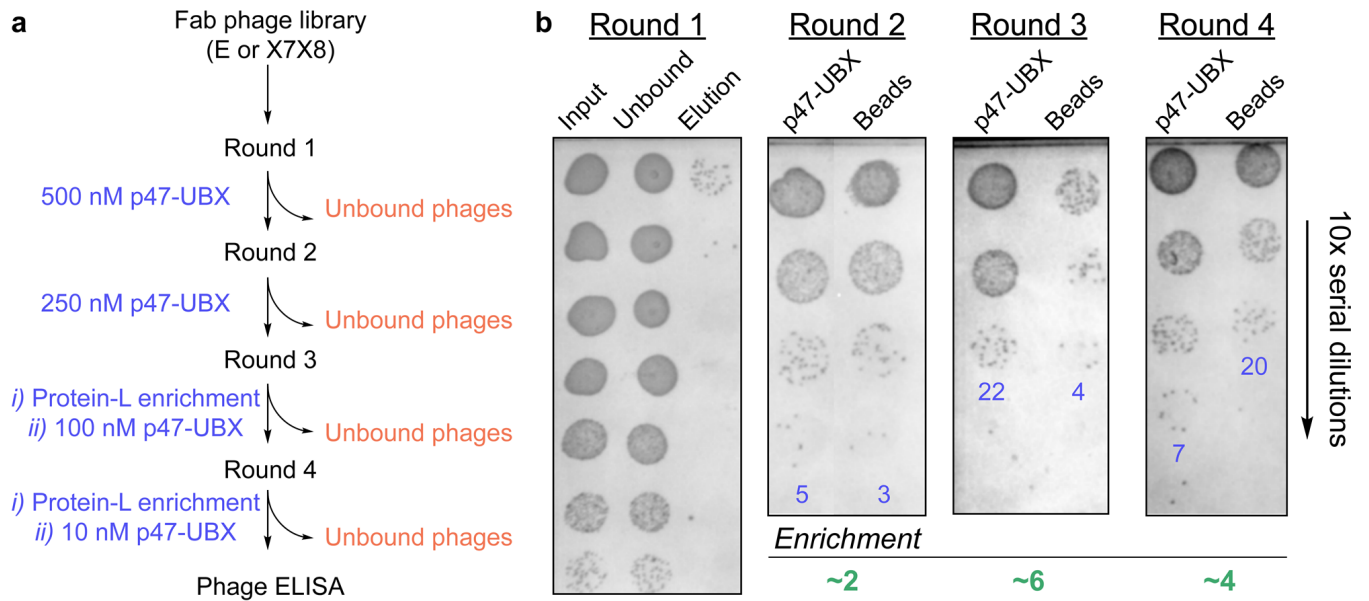 a
Fab phage library
(E or X7X8)
Round 1
500 nM p47-UBX
Unbound phages
Round 2
250 nM p47-UBX
Unbound phages
Round 3
i) Protein-L enrichment
ii) 100 nM p47-UBX
Unbound phages
Round 4
i) Protein-L enrichment
ii) 10 nM p47-UBX
Unbound phages
Phage ELISA
b
Round 1
Input
Unbound
Elution
Round 2
p47-UBX
Beads
5
3
Round 3
p47-UBX
Beads
22
4
Round 4
p47-UBX
Beads
20
7
10x serial dilutions
Enrichment
~2
~6
~4